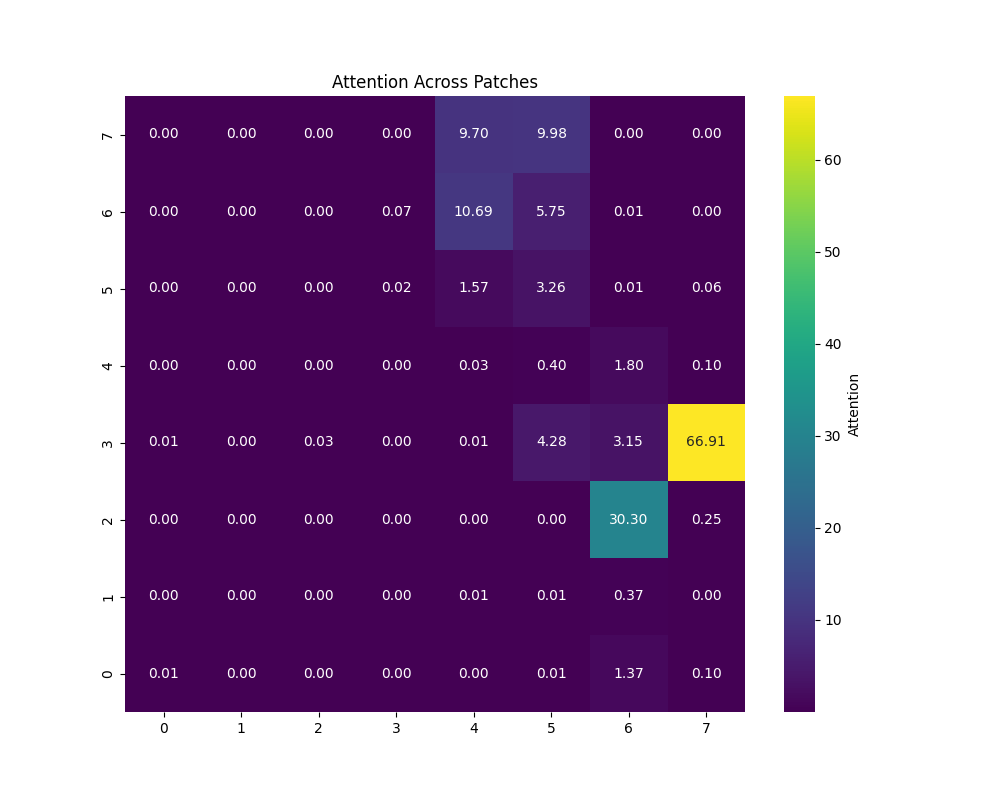 Attention Across Patches
7 0.00 0.00 0.00 0.00 9.70 9.98 0.00 0.00
6 0.00 0.00 0.00 0.07 10.69 5.75 0.01 0.00
5 0.00 0.00 0.00 0.02 1.57 3.26 0.01 0.06
4 0.00 0.00 0.00 0.00 0.03 0.40 1.80 0.10
3 0.01 0.00 0.03 0.00 0.01 4.28 3.15 66.91
2 0.00 0.00 0.00 0.00 0.00 0.00 30.30 0.25
1 0.00 0.00 0.00 0.00 0.01 0.01 0.37 0.00
0 0.01 0.00 0.00 0.00 0.00 0.01 1.37 0.10
0 1 2 3 4 5 6 7
60
50
40
30
20
10
Attention